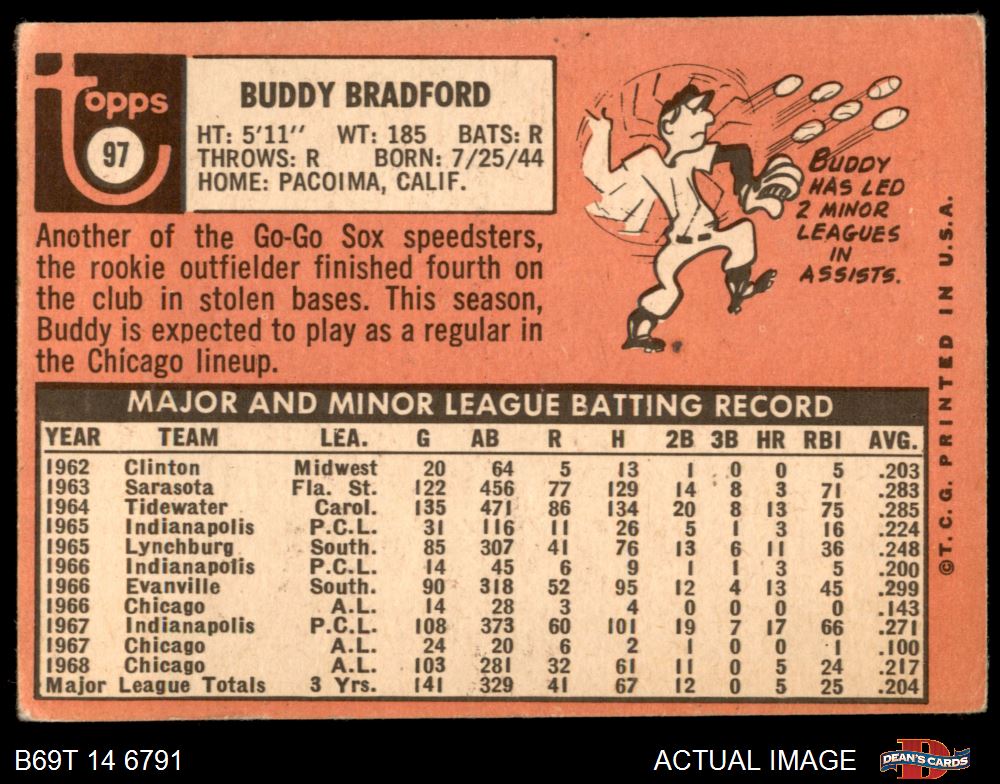 topps
97
BUDDY BRADFORD
HT: 5'11" WT: 185 BATS: R
THROWS: R BORN: 7/25/44
HOME: PACOIMA, CALIF.
Another of the Go-Go Sox speedsters,
the rookie outfielder finished fourth on
the club in stolen bases. This season,
Buddy is expected to play as a regular in
the Chicago lineup.
BUDDY
HAS LED
2 MINOR
LEAGUES
IN
ASSISTS.
©T. C. G. PRINTED IN U.S.A.
MAJOR AND MINOR LEAGUE BATTING RECORD
YEAR TEAM LEA. G AB R H 2B 3B HR RBI AVG.
1962 Clinton Midwest 20 64 5 13 1 0 0 5 .203
1963 Sarasota Fla. St. 122 456 77 129 14 8 3 71 .283
1964 Tidewater Carol. 135 471 86 134 20 8 13 75 .285
1965 Indianapolis P.C.L. 31 116 11 26 5 1 3 16 .224
1965 Lynchburg South. 85 307 41 76 13 6 11 36 .248
1966 Indianapolis P.C.L. 14 45 6 9 1 1 3 5 .200
1966 Evanville South. 90 318 52 95 12 4 13 45 .299
1966 Chicago A.L. 14 28 3 4 0 0 0 0 .143
1967 Indianapolis P.C.L. 108 373 60 101 19 7 17 66 .271
1967 Chicago A.L. 24 20 6 2 1 0 0 1 .100
1968 Chicago A.L. 103 281 32 61 11 0 5 24 .217
Major League Totals 3 Yrs. 141 329 41 67 12 0 5 25 .204
B69T 14 6791
ACTUAL IMAGE
DEAN'S CARDS